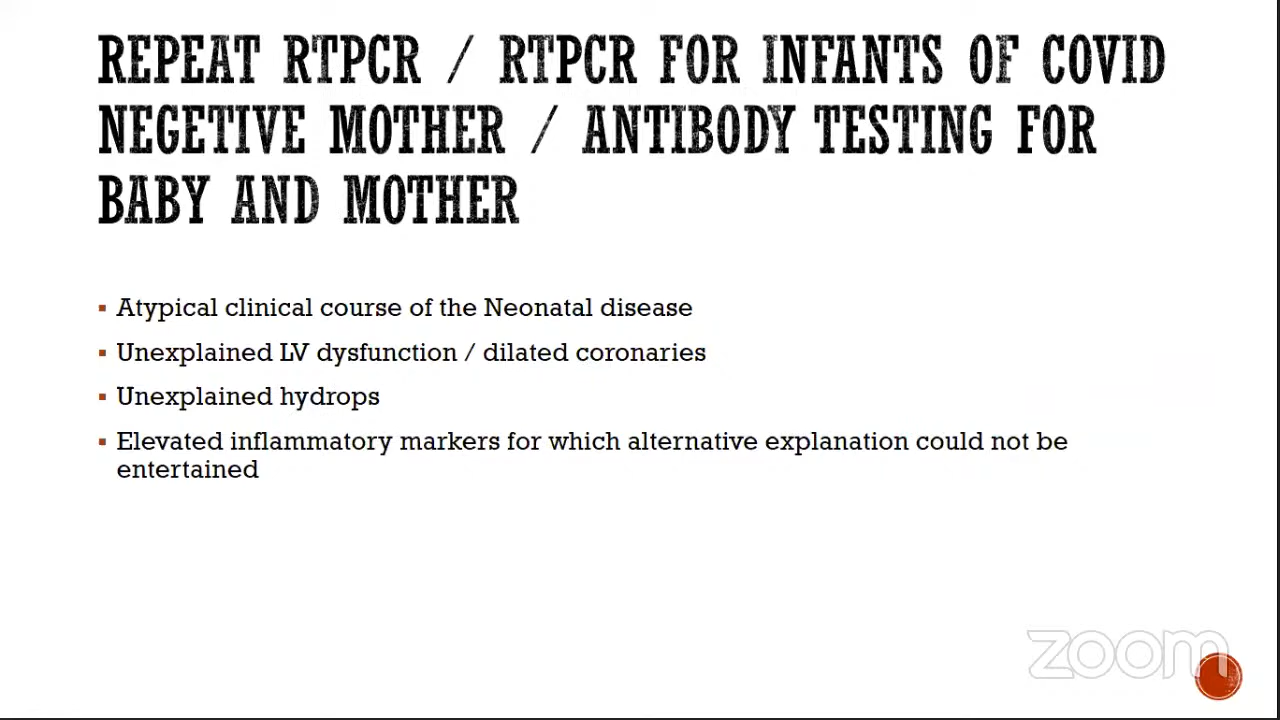 REPEAT RTPCR / RTPCR FOR INFANTS OF COVID
NEGETIVE MOTHER / ANTIBODY TESTING FOR
BABY AND MOTHER
▪ Atypical clinical course of the Neonatal disease
▪ Unexplained LV dysfunction / dilated coronaries
▪ Unexplained hydrops
▪ Elevated inflammatory markers for which alternative explanation could not be
entertained
zoom